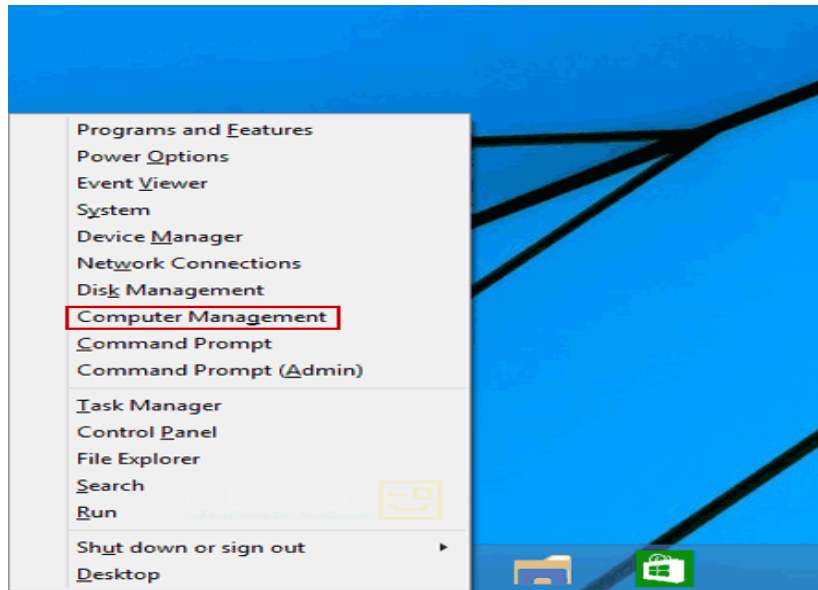 Programs and Features
Power Options
Event Viewer
System
Device Manager
Network Connections
Disk Management
Computer Management
Command Prompt
Command Prompt (Admin)
Task Manager
Control Panel
File Explorer
Search
Run
Shut down or sign out
Desktop